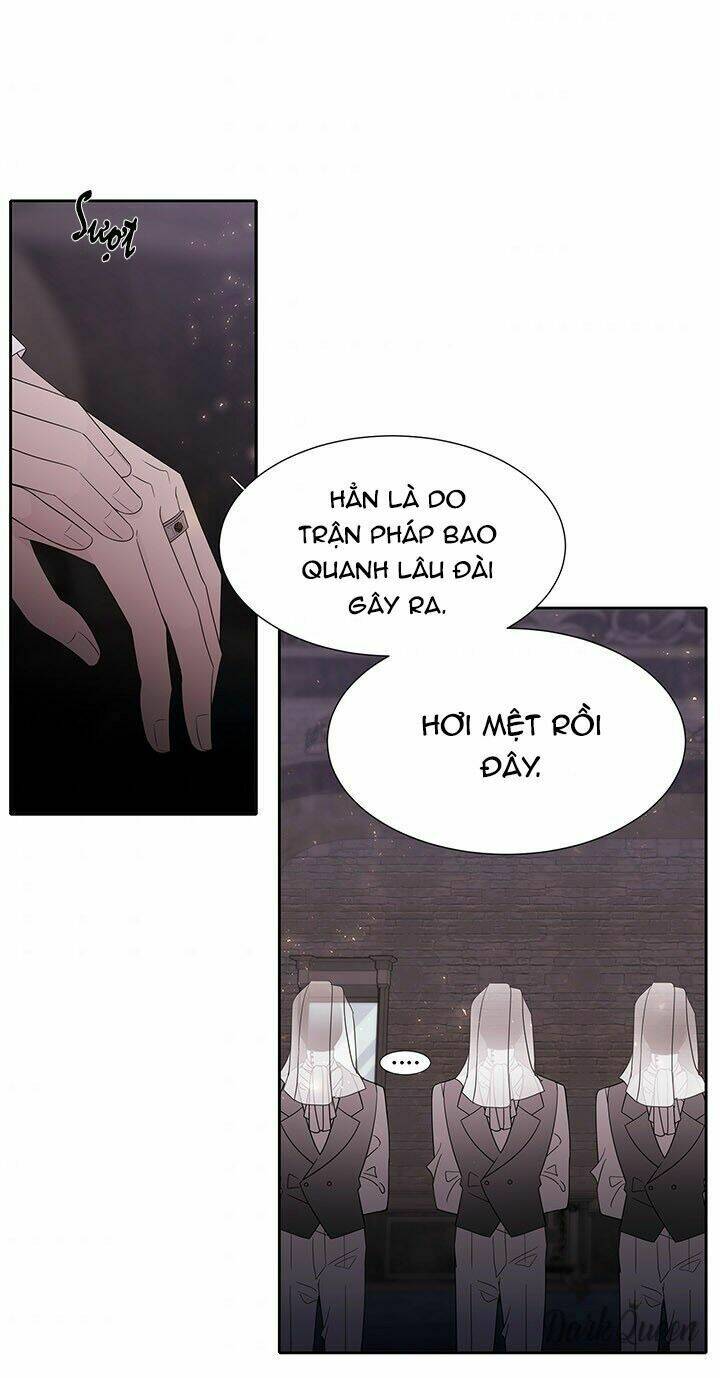 Sượt
HẲN LÀ DO
TRẬN PHÁP BAO
QUANH LÂU ĐÀI
GÂY RA.
HƠI MỆT RỒI
ĐÂY.
....
DarkQueen